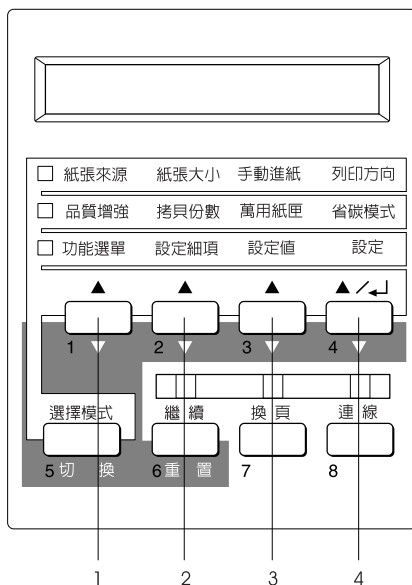 紙張來源 紙張大小 手動進紙 列印方向
品質增強 拷貝份數 萬用紙匣 省碳模式
功能選單 設定細項 設定值 設定
1 2 3 4
選擇模式 繼續 換頁 連線
5 切換 6 重置 7 8
1 2 3 4